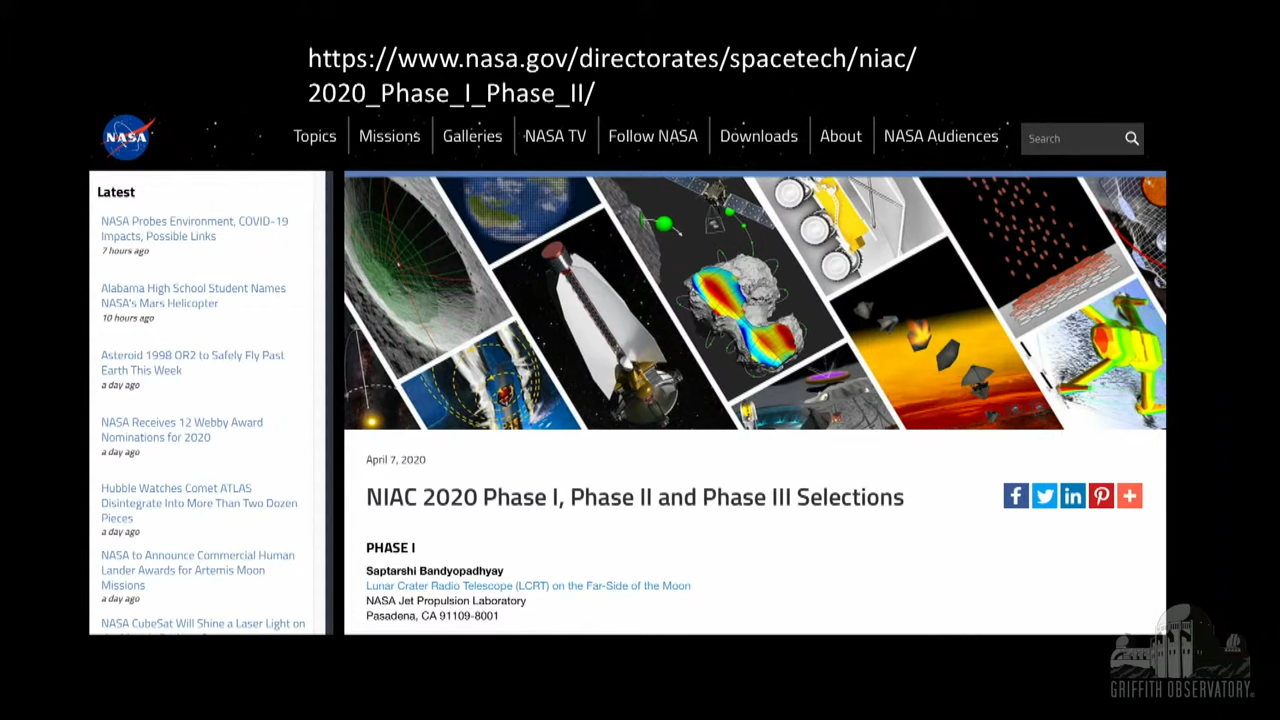 https://www.nasa.gov/directorates/spacetech/niac/
2020_Phase_I_Phase_II/
NASA
Topics
Missions
Galleries
NASA TV
Follow NASA
Downloads
About
NASA Audiences
Search
Latest
NASA Probes Environment, COVID-19
Impacts, Possible Links
7 hours ago
Alabama High School Student Names
NASA's Mars Helicopter
10 hours ago
Asteroid 1998 OR2 to Safely Fly Past
Earth This Week
a day ago
NASA Receives 12 Webby Award
Nominations for 2020
a day ago
Hubble Watches Comet ATLAS
Disintegrate Into More Than Two Dozen
Pieces
a day ago
NASA to Announce Commercial Human
Lander Awards for Artemis Moon
Missions
a day ago
NASA CubeSat Will Shine a Laser Light on
April 7, 2020
NIAC 2020 Phase I, Phase II and Phase III Selections
PHASE I
Saptarshi Bandyopadhyay
Lunar Crater Radio Telescope (LCRT) on the Far-Side of the Moon
NASA Jet Propulsion Laboratory
Pasadena, CA 91109-8001
GRIFFITH OBSERVATORY